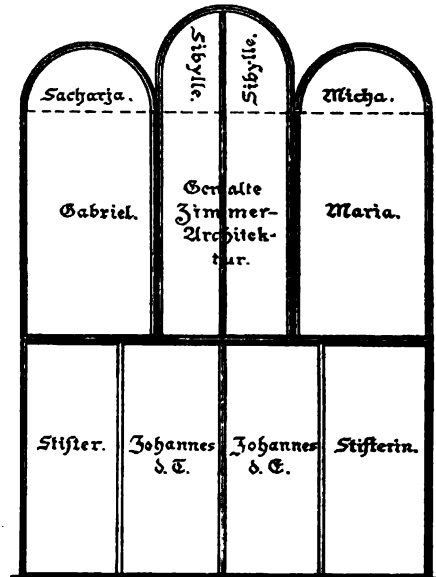 Sibylle.
Sibylle.
Sacharja.
Micha.
Gabriel.
Gemalte
Zimmer-
Architek-
tur.
Maria.
Stifter.
Johannes
d. T.
Johannes
d. E.
Stifterin.